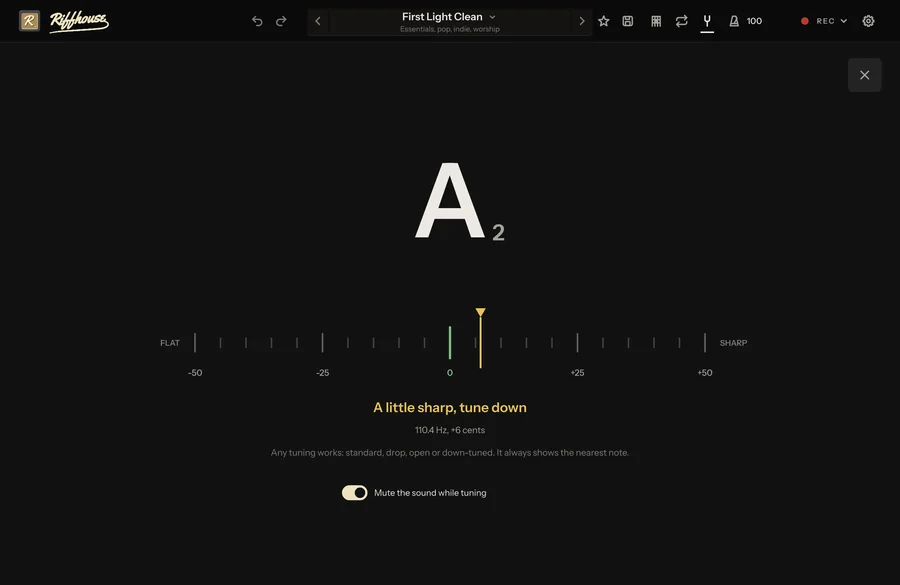 R Riffhouse
First Light Clean
Essentials, pop, indie, worship
100
REC
A2
FLAT
SHARP
-50
-25
0
+25
+50
A little sharp, tune down
110.4 Hz, +6 cents
Any tuning works: standard, drop, open or down-tuned. It always shows the nearest note.
Mute the sound while tuning